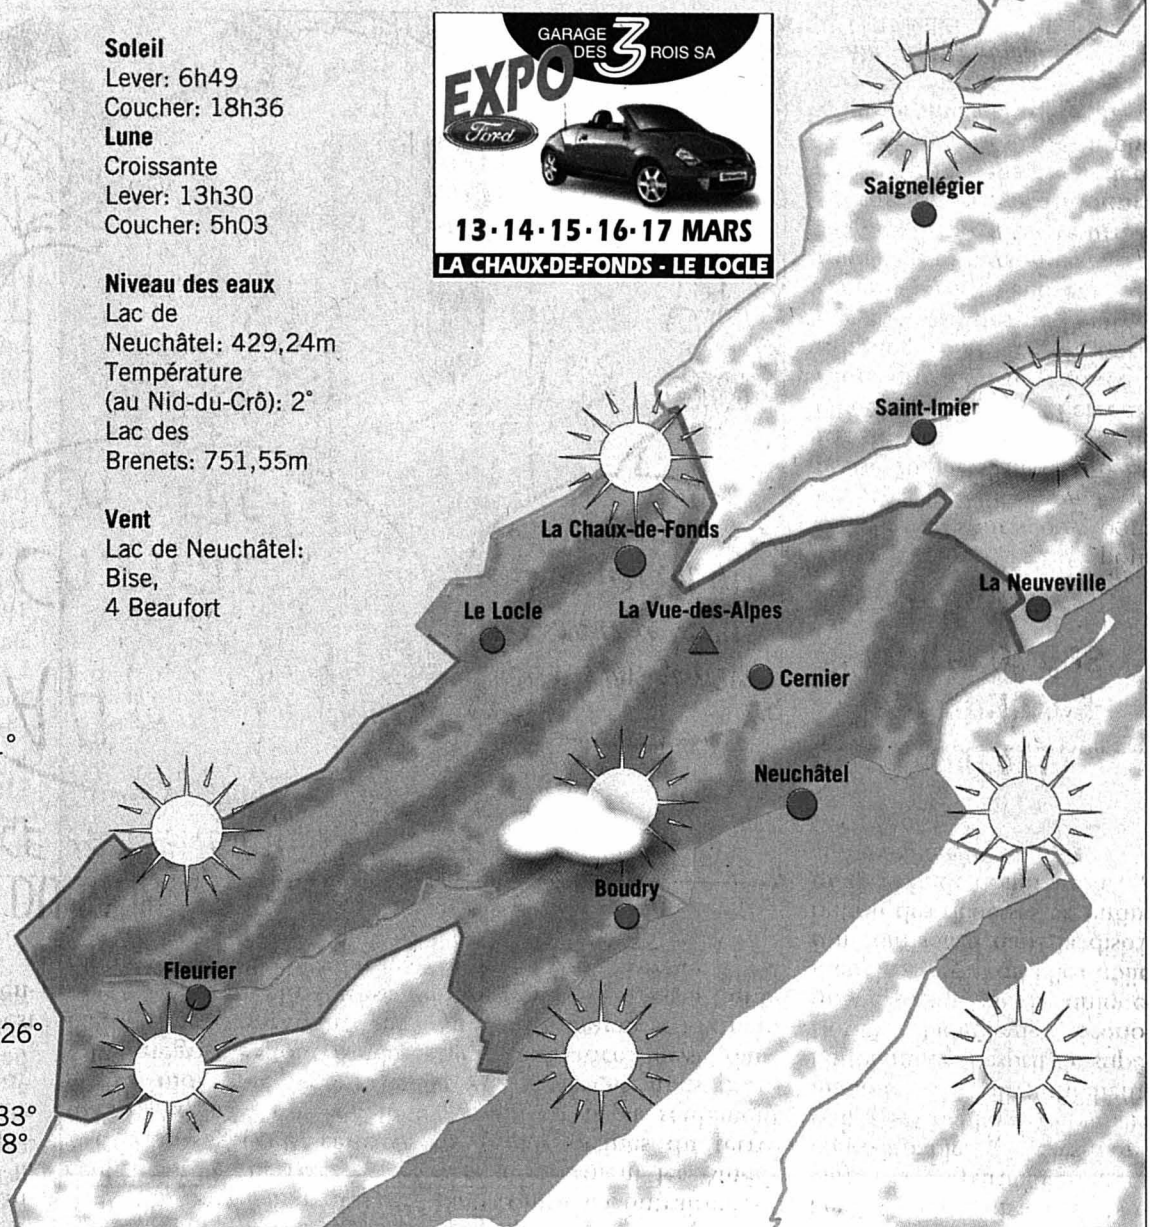 Soleil
Lever: 6h49
Coucher: 18h36
Lune
Croissante
Lever: 13h30
Coucher: 5h03
Niveau des eaux
Lac de
Neuchâtel: 429,24m
Température
(au Nid-du-Crô): 2°
Lac des
Brenets: 751,55m
Vent
Lac de Neuchâtel:
Bise,
4 Beaufort
GARAGE
DES 3 ROIS SA
EXPO
Ford
13·14·15·16·17 MARS
LA CHAUX-DE-FONDS - LE LOCLE
Saignelégier
Saint-Imier
La Chaux-de-Fonds
La Neuveville
Le Locle
La Vue-des-Alpes
Cernier
Neuchâtel
Boudry
Fleurier
26°
33°
8°